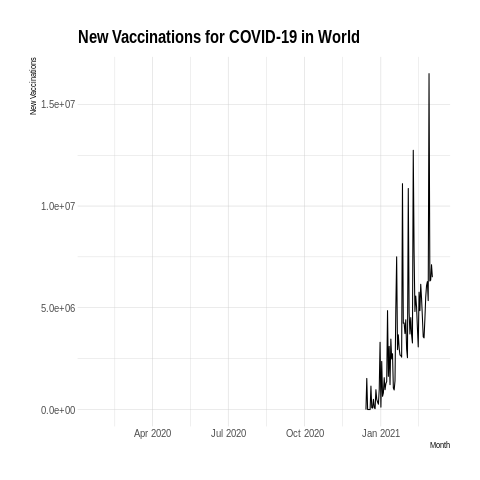 New Vaccinations for COVID-19 in World
New Vaccinations
1.5e+07
1.0e+07
5.0e+06
0.0e+00
Apr 2020 Jul 2020 Oct 2020 Jan 2021
Month